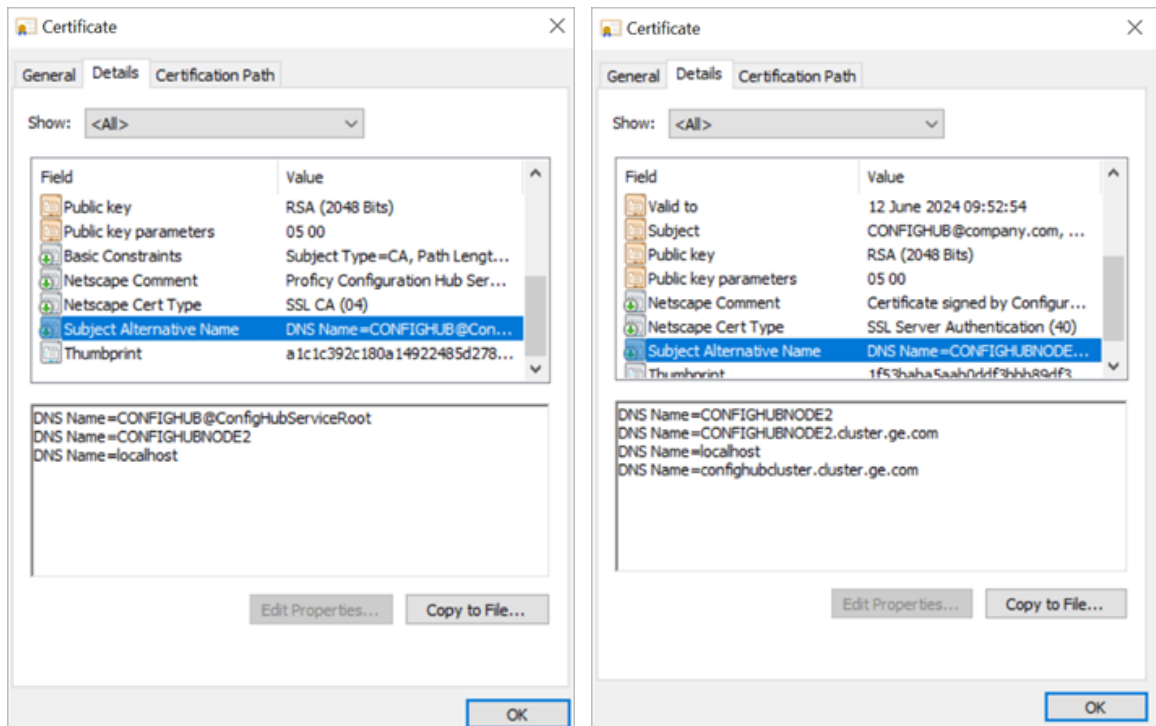 Certificate
General Details Certification Path
Show: <All>
Field Value
Public key RSA (2048 Bits)
Public key parameters 05 00
Basic Constraints Subject Type=CA, Path Lengt...
Netscape Comment Proficy Configuration Hub Ser...
Netscape Cert Type SSL CA (04)
Subject Alternative Name DNS Name=CONFIGHUB@Con...
Thumbprint a1c1c392c180a14922485d278...
DNS Name=CONFIGHUB@ConfigHubServiceRoot
DNS Name=CONFIGHUBNODE2
DNS Name=localhost
Edit Properties... Copy to File...
OK
Certificate
General Details Certification Path
Show: <All>
Field Value
Valid to 12 June 2024 09:52:54
Subject CONFIGHUB@company.com, ...
Public key RSA (2048 Bits)
Public key parameters 05 00
Netscape Comment Certificate signed by Configur...
Netscape Cert Type SSL Server Authentication (40)
Subject Alternative Name DNS Name=CONFIGHUBNODE...
Thumbprint
DNS Name=CONFIGHUBNODE2
DNS Name=CONFIGHUBNODE2.cluster.ge.com
DNS Name=localhost
DNS Name=confighubcluster.cluster.ge.com
Edit Properties... Copy to File...
OK